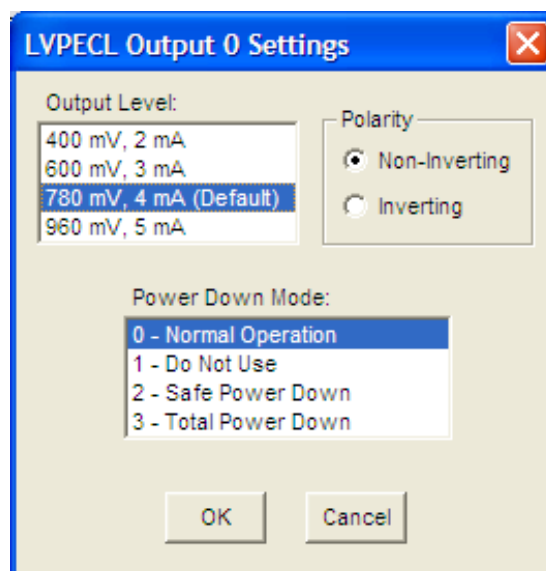 LVPECL Output 0 Settings
Output Level:
400 mV, 2 mA
600 mV, 3 mA
780 mV, 4 mA (Default)
960 mV, 5 mA
Polarity
Non-Inverting
Inverting
Power Down Mode:
0 - Normal Operation
1 - Do Not Use
2 - Safe Power Down
3 - Total Power Down
OK
Cancel